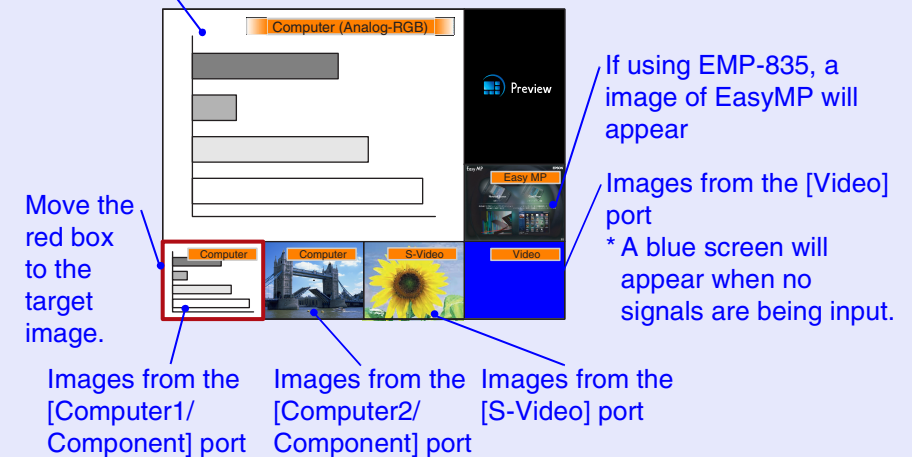 Computer (Analog-RGB)
Preview
If using EMP-835, a
image of EasyMP will
appear
Easy MP
EPSON
Easy MP
Images from the [Video]
port
* A blue screen will
appear when no
signals are being input.
Move the
red box
to the
target
image.
Computer
Computer
S-Video
Video
Images from the
[Computer1/
Component] port
Images from the
[Computer2/
Component] port
Images from the
[S-Video] port